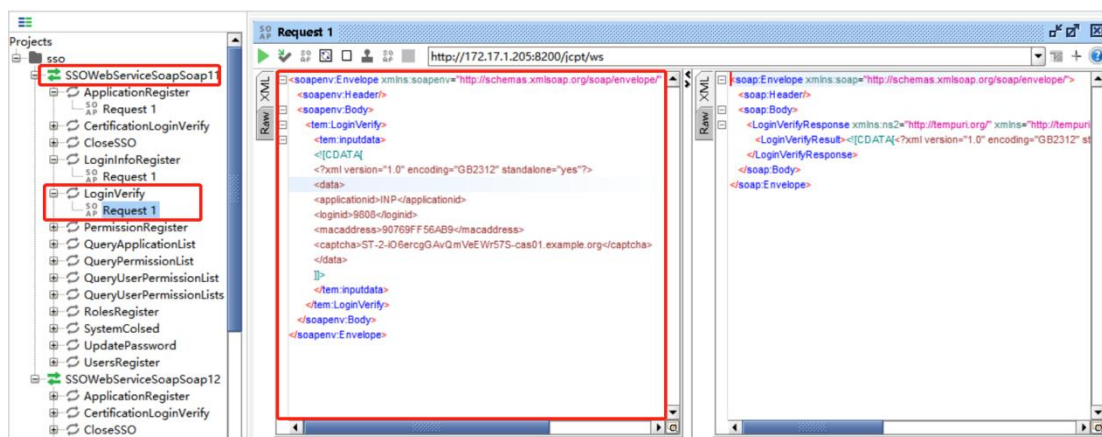 Projects
sso
SSOWebServiceSoapSoap11
ApplicationRegister
SOAP Request 1
CertificationLoginVerify
CloseSSO
LoginInfoRegister
SOAP Request 1
LoginVerify
SOAP Request 1
PermissionRegister
QueryApplicationList
QueryPermissionList
QueryUserPermissionList
QueryUserPermissionLists
RolesRegister
SystemColsed
UpdatePassword
UsersRegister
SSOWebServiceSoapSoap12
ApplicationRegister
CertificationLoginVerify
CloseSSO
SOAP Request 1
http://172.17.1.205:8200/jcpt/ws
XML
Raw
<soapenv:Envelope xmlns:soapenv="http://schemas.xmlsoap.org/soap/envelope/"
<soapenv:Header/>
<soapenv:Body>
<tem:LoginVerify>
<tem:inputdata>
<![CDATA[
<?xml version="1.0" encoding="GB2312" standalone="yes"?>
<data>
<applicationid>INP</applicationid>
<loginid>9808</loginid>
<macaddress>90769FF56AB9</macaddress>
<captcha>ST-2-iO6ercgGAvQmVeEWr57S-cas01.example.org</captcha>
</data>
]]>
</tem:inputdata>
</tem:LoginVerify>
</soapenv:Body>
</soapenv:Envelope>
XML
Raw
<soap:Envelope xmlns:soap="http://schemas.xmlsoap.org/soap/envelope/">
<soap:Header/>
<soap:Body>
<LoginVerifyResponse xmlns:ns2="http://tempuri.org/" xmlns="http://tempuri
<LoginVerifyResult><![CDATA[<?xml version="1.0" encoding="GB2312" st
</LoginVerifyResponse>
</soap:Body>
</soap:Envelope>